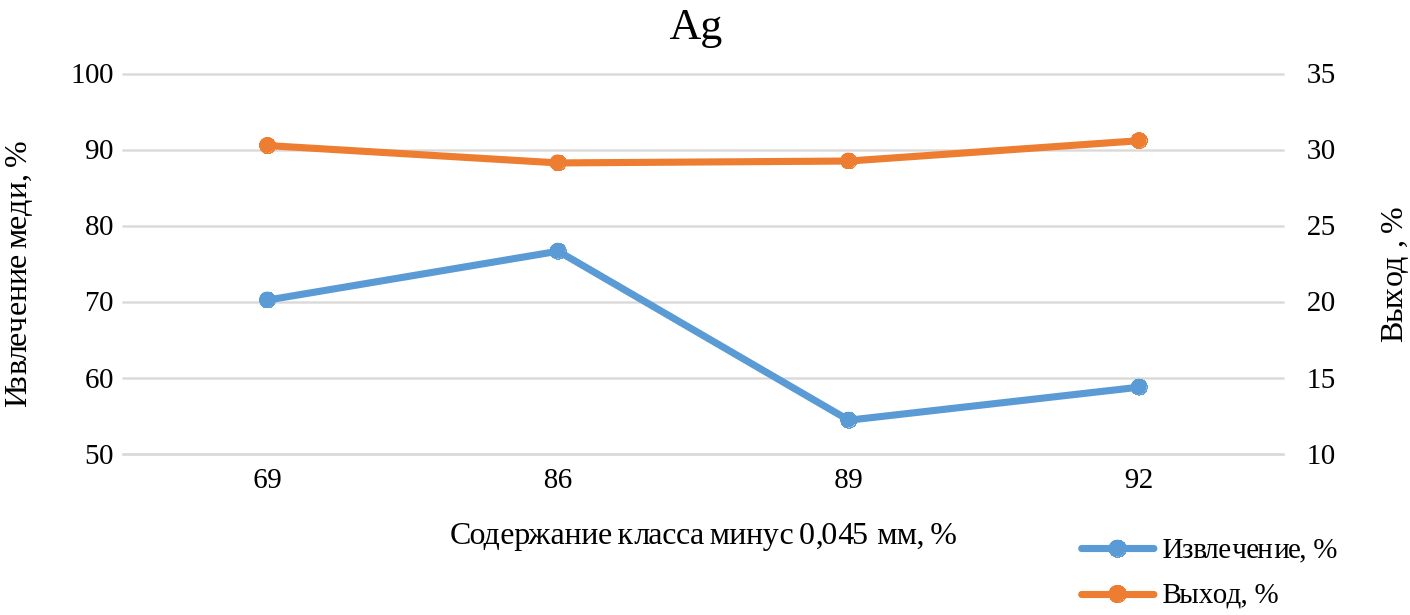 Ag
Извлечение меди, %
100
90
80
70
60
50
35
30
25
20
15
10
Выход , %
69 86 89 92
Содержание класса минус 0,045 мм, %
Извлечение, %
Выход, %